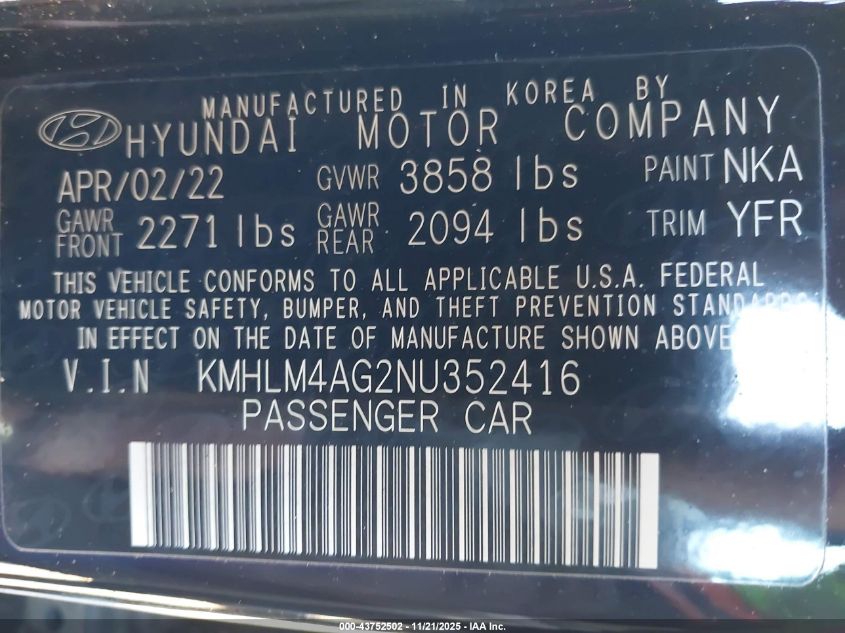 MANUFACTURED IN KOREA BY
HYUNDAI MOTOR COMPANY
APR/02/22 GVWR 3858 lbs PAINT NKA
GAWR FRONT 2271 lbs GAWR REAR 2094 lbs TRIM YFR
THIS VEHICLE CONFORMS TO ALL APPLICABLE U.S.A. FEDERAL
MOTOR VEHICLE SAFETY, BUMPER, AND THEFT PREVENTION STANDARDS
IN EFFECT ON THE DATE OF MANUFACTURE SHOWN ABOVE
V.I.N KMHLM4AG2NU352416
PASSENGER CAR
000-43752502 - 11/21/2025 - IAA Inc.